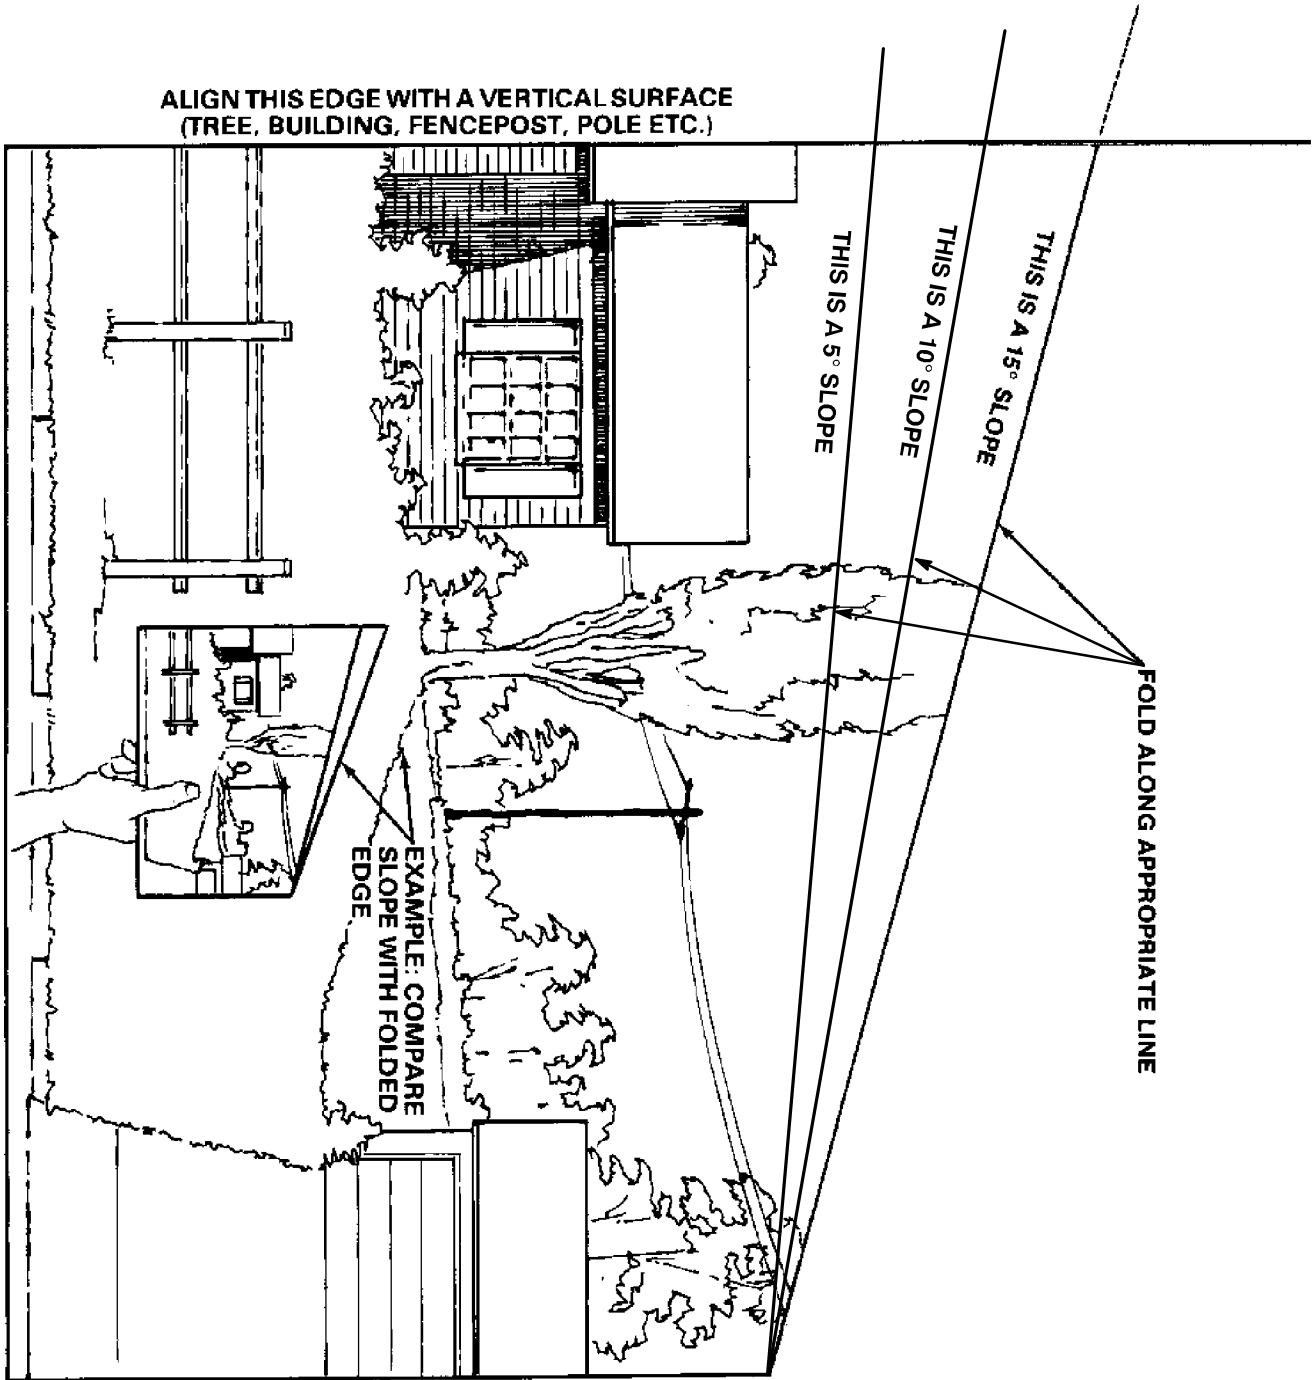 ALIGN THIS EDGE WITH A VERTICAL SURFACE
(TREE, BUILDING, FENCEPOST, POLE ETC.)
THIS IS A 15° SLOPE
THIS IS A 10° SLOPE
THIS IS A 5° SLOPE
FOLD ALONG APPROPRIATE LINE
EXAMPLE: COMPARE
SLOPE WITH FOLDED
EDGE